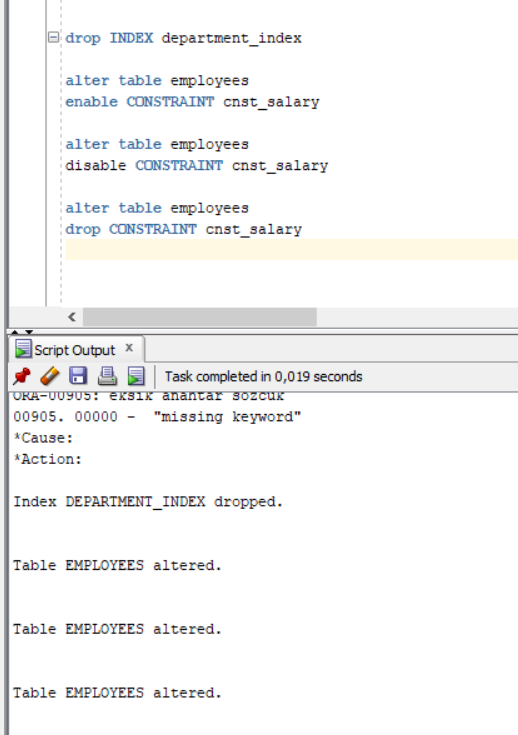 drop INDEX department_index
alter table employees
enable CONSTRAINT cnst_salary
alter table employees
disable CONSTRAINT cnst_salary
alter table employees
drop CONSTRAINT cnst_salary
Script Output x
Task completed in 0,019 seconds
ORA-00905: eksik anahtar sözcük
00905. 00000 - "missing keyword"
*Cause:
*Action:
Index DEPARTMENT_INDEX dropped.
Table EMPLOYEES altered.
Table EMPLOYEES altered.
Table EMPLOYEES altered.